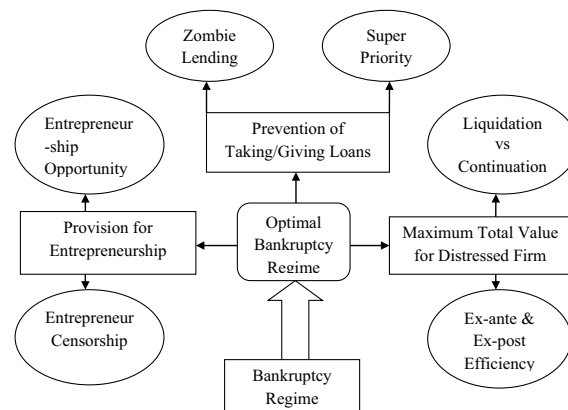 Zombie
Lending
Super
Priority
Entrepreneur
-ship
Opportunity
Prevention of
Taking/Giving Loans
Liquidation
vs
Continuation
Provision for
Entrepreneurship
Optimal
Bankruptcy
Regime
Maximum Total Value
for Distressed Firm
Entrepreneur
Censorship
Ex-ante &
Ex-post
Efficiency
Bankruptcy
Regime